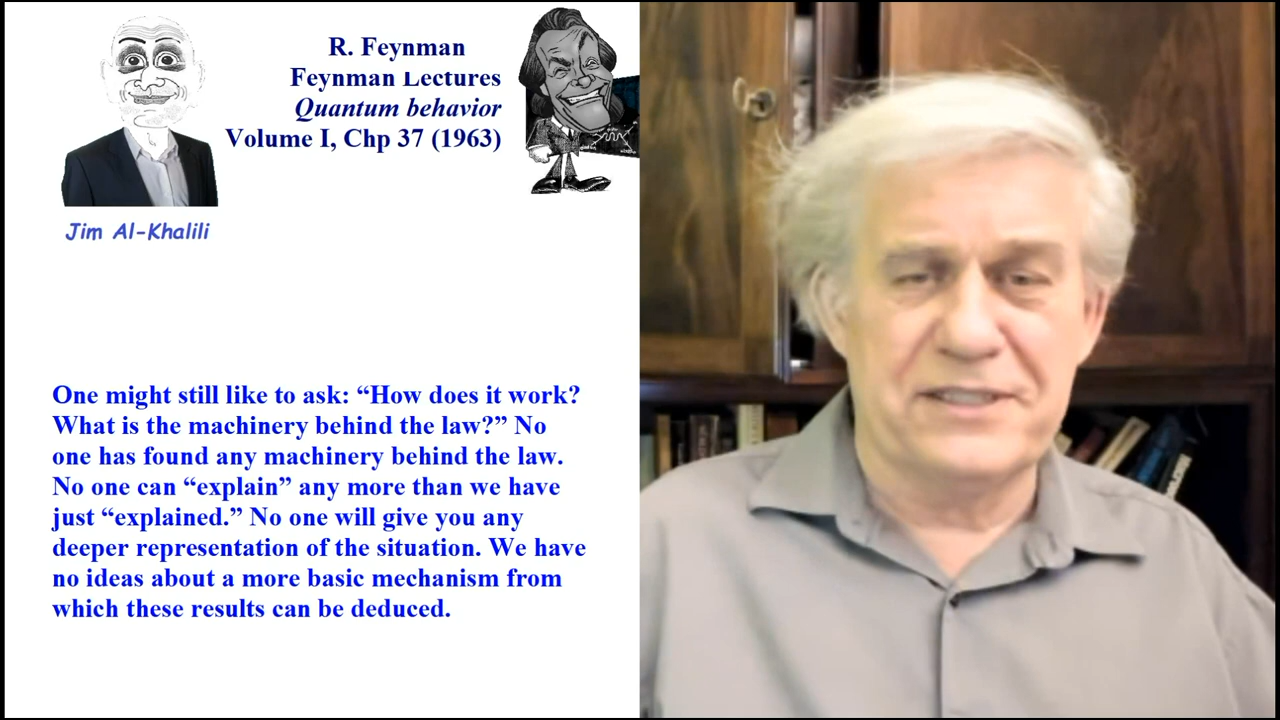 R. Feynman
Feynman Lectures
Quantum behavior
Volume I, Chp 37 (1963)
Jim Al-Khalili
One might still like to ask: “How does it work?
What is the machinery behind the law?” No
one has found any machinery behind the law.
No one can “explain” any more than we have
just “explained.” No one will give you any
deeper representation of the situation. We have
no ideas about a more basic mechanism from
which these results can be deduced.